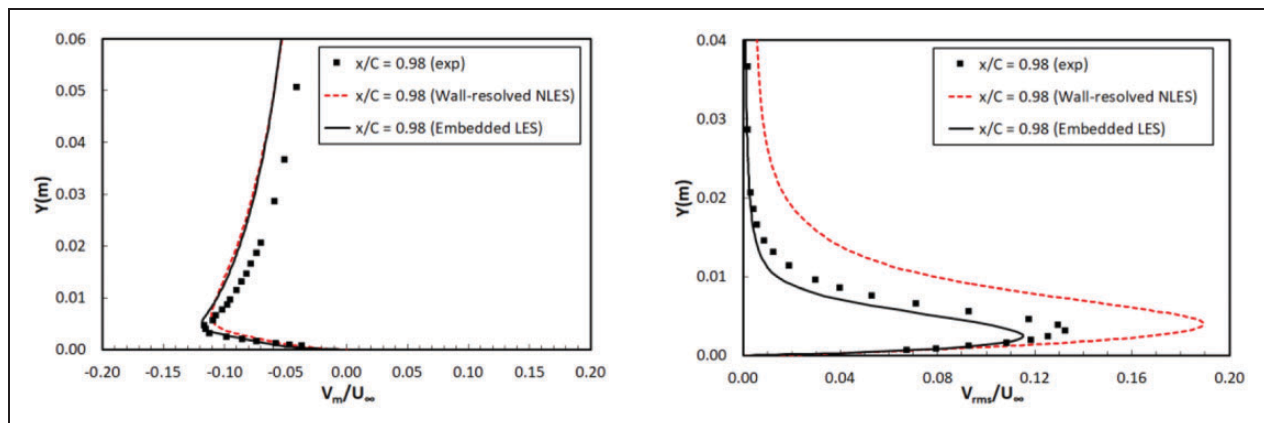 0.06
0.05
0.04
0.03
0.02
0.01
0.00
Y(m)
x/C = 0.98 (exp)
x/C = 0.98 (Wall-resolved NLES)
x/C = 0.98 (Embedded LES)
-0.20 -0.15 -0.10 -0.05 0.00 0.05 0.10 0.15 0.20
Vm/U∞
0.04
0.03
0.02
0.01
0.00
Y(m)
x/C = 0.98 (exp)
x/C = 0.98 (Wall-resolved NLES)
x/C = 0.98 (Embedded LES)
0.00 0.04 0.08 0.12 0.16 0.20
Vrms/U∞